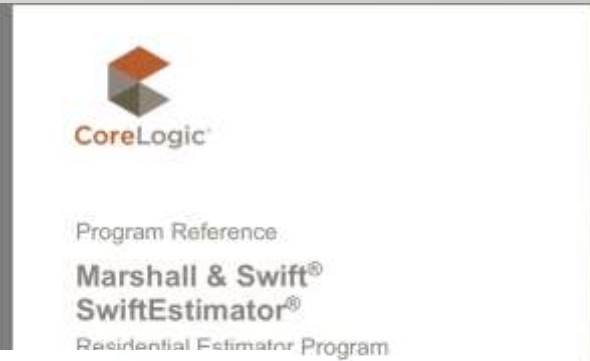 CoreLogic®
Program Reference
Marshall & Swift®
SwiftEstimator®
Residential Estimator Program